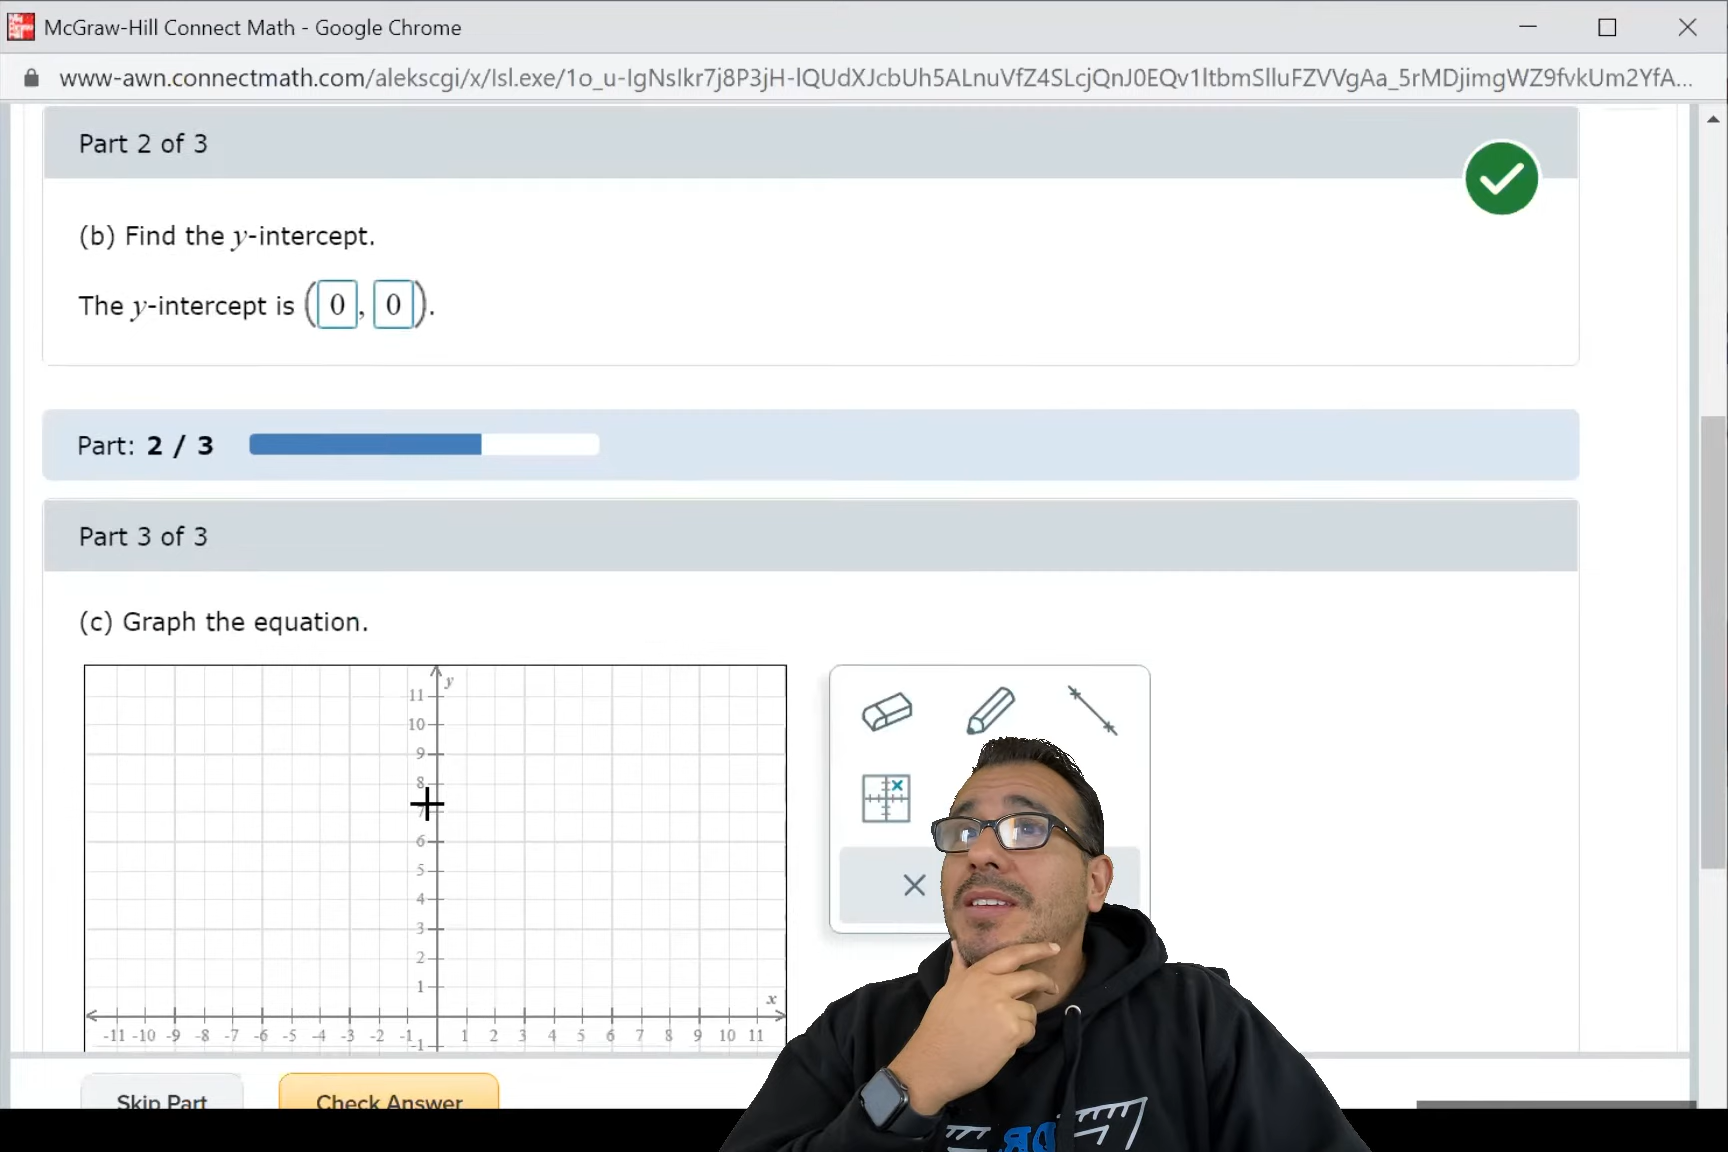 McGraw-Hill Connect Math - Google Chrome
www-awn.connectmath.com/alekscgi/x/Isl.exe/1o_u-IgNsIkr7j8P3jH-lQUdXJcbUh5ALnuVfZ4SLcjQnJ0EQv1ltbmSlluFZVVgAa_5rMDjimgWZ9fvkUm2YfA...
Part 2 of 3
(b) Find the y-intercept.
The y-intercept is (0, 0).
Part: 2 / 3
Part 3 of 3
(c) Graph the equation.
y
11
10
9
8
7
6
5
4
3
2
1
x
-11 -10 -9 -8 -7 -6 -5 -4 -3 -2 -1 1 2 3 4 5 6 7 8 9 10 11
-1
Skip Part Check Answer